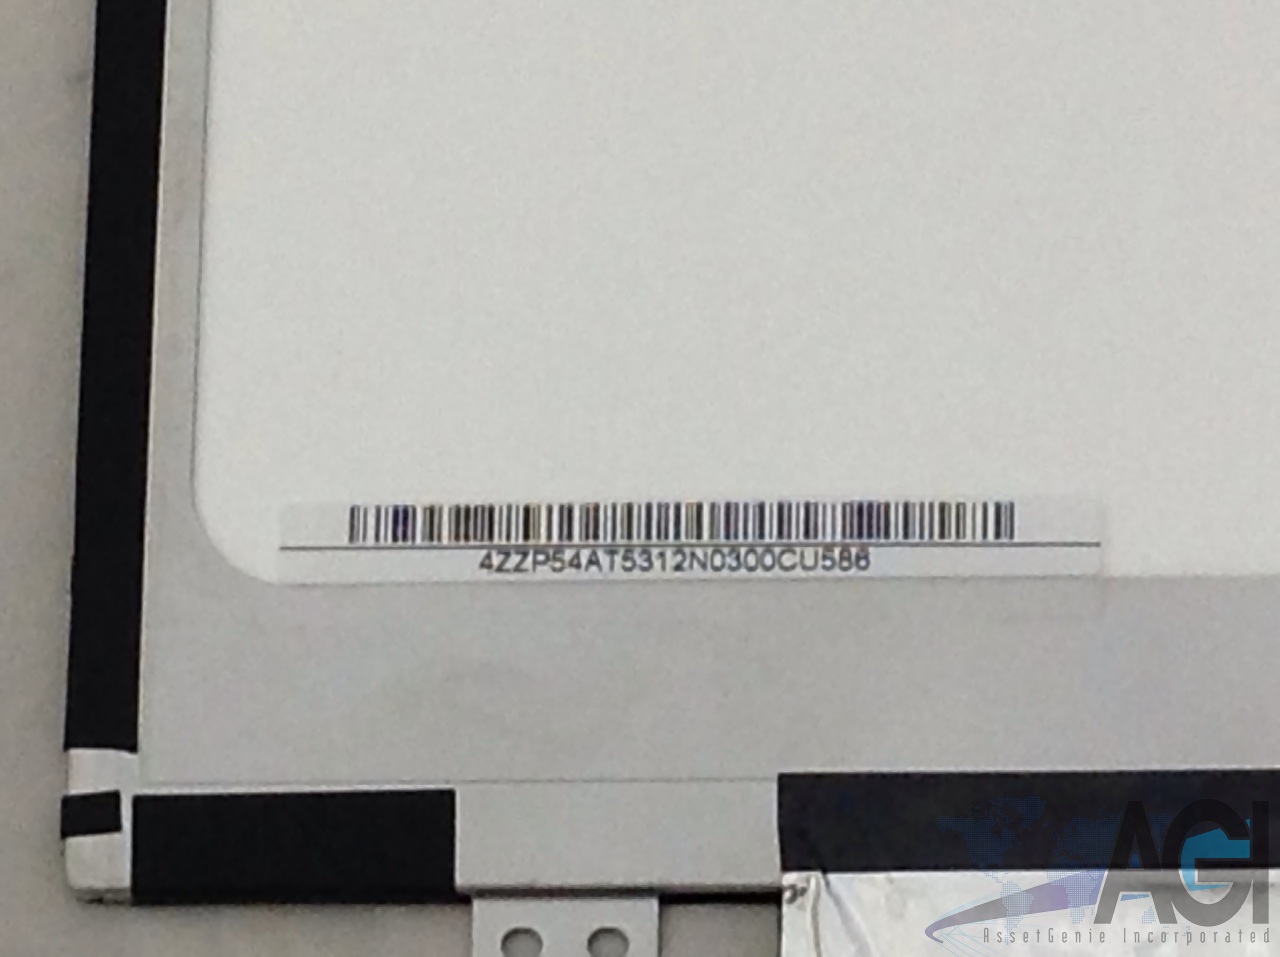 4ZZP54AT5312N0300CU586
AGI
AssetGenie Incorporated